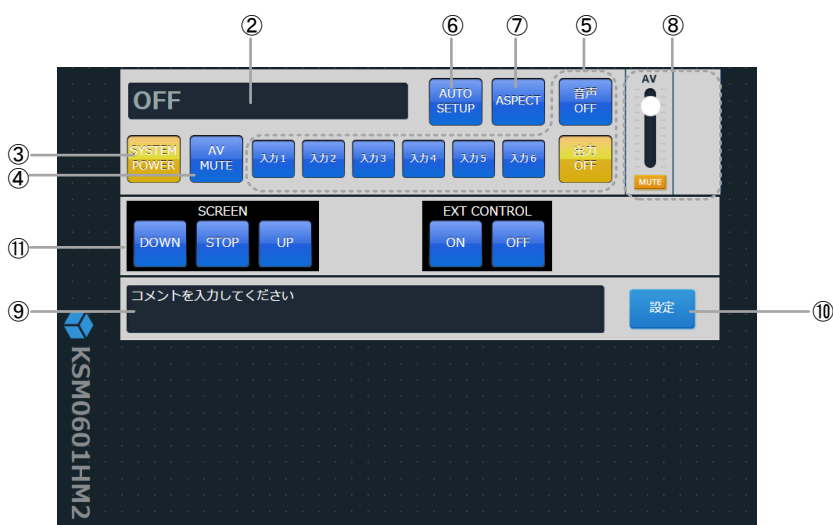 ② ⑥ ⑦ ⑤ ⑧
OFF
AUTO
SETUP
ASPECT
音声
OFF
AV
③
SYSTEM
POWER
④
AV
MUTE
入力1 入力2 入力3 入力4 入力5 入力6
出力
OFF
MUTE
⑪
SCREEN
DOWN STOP UP
EXT CONTROL
ON OFF
⑨
コメントを入力してください
設定
⑩
KSM0601HM2